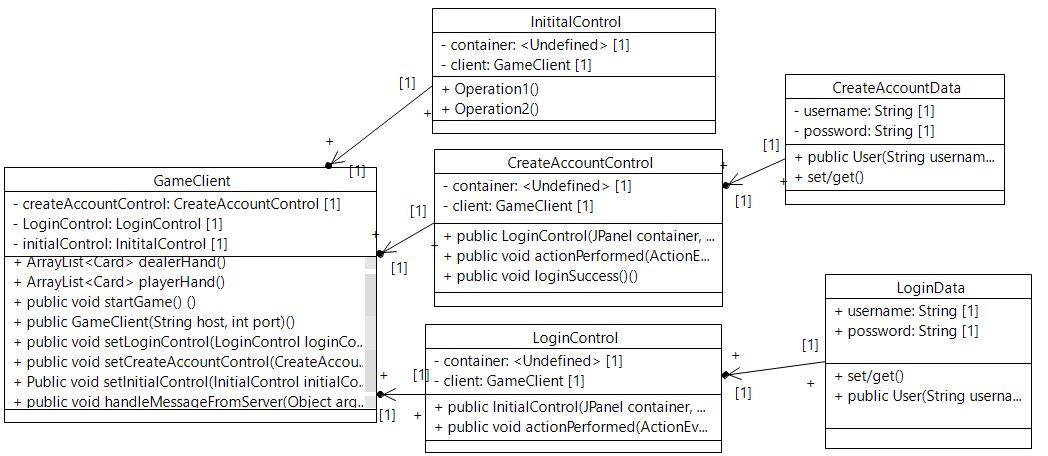 InititalControl
- container: <Undefined> [1]
- client: GameClient [1]
+ Operation1()
+ Operation2()
[1]
+
+
[1]
CreateAccountData
- username: String [1]
- possword: String [1]
+ public User(String usernam...
+ set/get()
[1]
+
+
[1]
CreateAccountControl
- container: <Undefined> [1]
- client: GameClient [1]
+ public LoginControl(JPanel container, ...
+ public void actionPerformed(ActionE...
+ public void loginSuccess()()
[1]
+
+
[1]
GameClient
- createAccountControl: CreateAccountControl [1]
- LoginControl: LoginControl [1]
- initialControl: InititalControl [1]
+ ArrayList<Card> dealerHand()
+ ArrayList<Card> playerHand()
+ public void startGame() ()
+ public GameClient(String host, int port)()
+ public void setLoginControl(LoginControl loginCo...
+ public void setCreateAccountControl(CreateAccou...
+ Public void setInitialControl(InitialControl initialCo...
+ public void handleMessageFromServer(Object arg...
LoginData
+ username: String [1]
+ possword: String [1]
+ set/get()
+ public User(String userna...
[1]
+
+
[1]
LoginControl
- container: <Undefined> [1]
- client: GameClient [1]
+ public InitialControl(JPanel container, ...
+ public void actionPerformed(ActionEv...
[1]
+
+
[1]